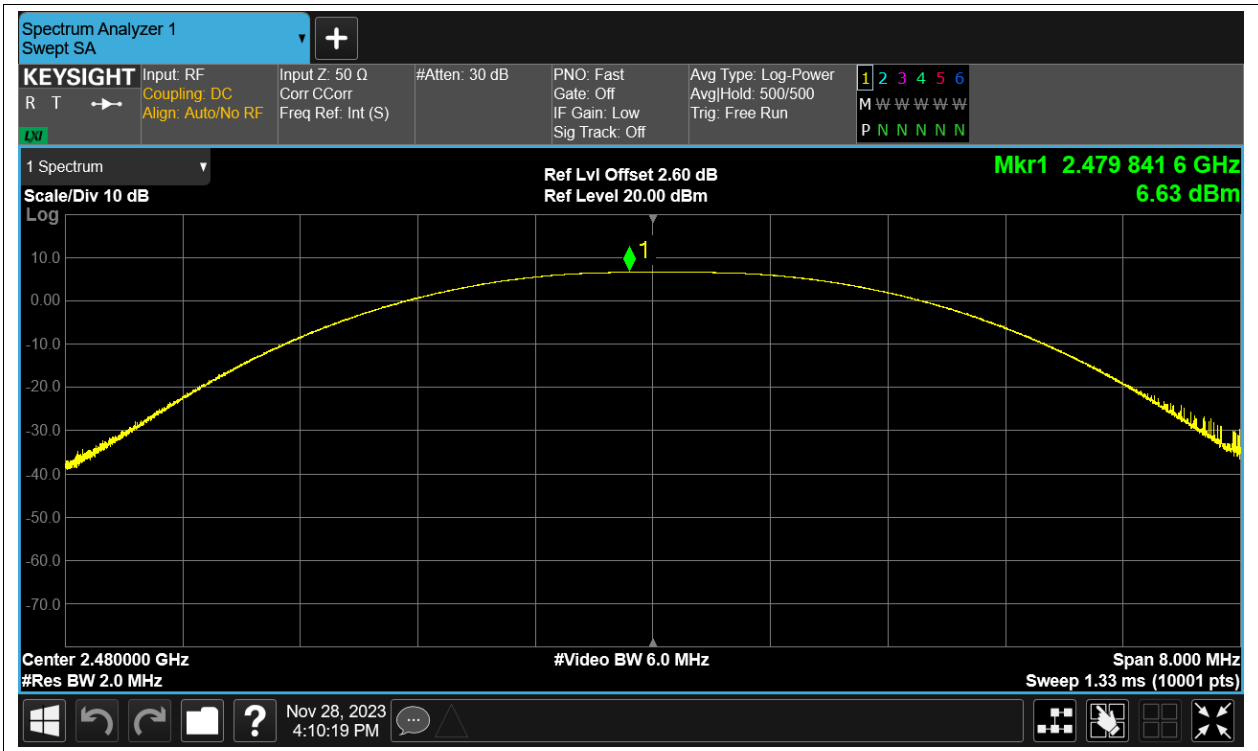 Spectrum Analyzer 1
Swept SA
KEYSIGHT
R T
LXI
Input: RF
Coupling: DC
Align: Auto/No RF
Input Z: 50 Ω
Corr CCorr
Freq Ref: Int (S)
#Atten: 30 dB
PNO: Fast
Gate: Off
IF Gain: Low
Sig Track: Off
Avg Type: Log-Power
Avg|Hold: 500/500
Trig: Free Run
1 2 3 4 5 6
M W W W W W
P N N N N N
1 Spectrum
Scale/Div 10 dB
Ref Lvl Offset 2.60 dB
Ref Level 20.00 dBm
Mkr1 2.479 841 6 GHz
6.63 dBm
Log
1
10.0
0.00
-10.0
-20.0
-30.0
-40.0
-50.0
-60.0
-70.0
Center 2.480000 GHz
#Res BW 2.0 MHz
#Video BW 6.0 MHz
Span 8.000 MHz
Sweep 1.33 ms (10001 pts)
?
Nov 28, 2023
4:10:19 PM